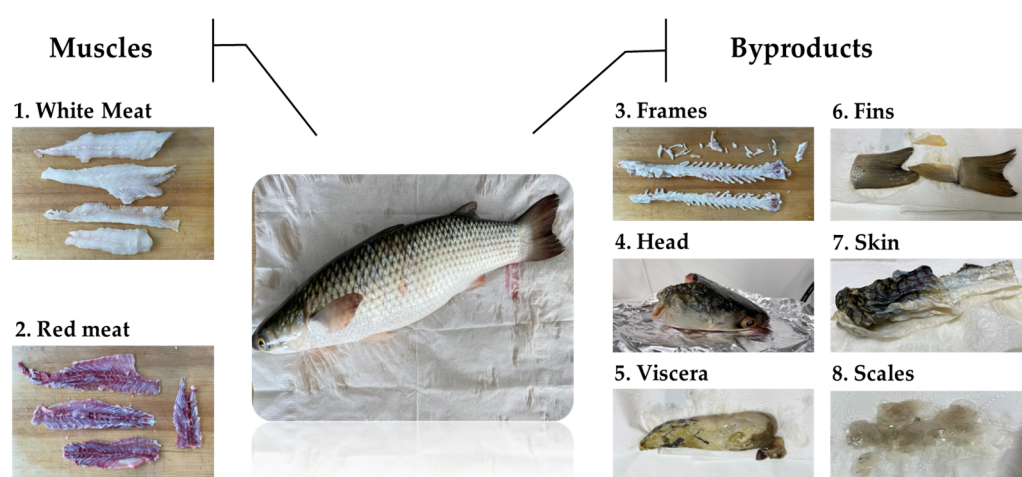 Muscles
1. White Meat
2. Red meat
Byproducts
3. Frames
4. Head
5. Viscera
6. Fins
7. Skin
8. Scales